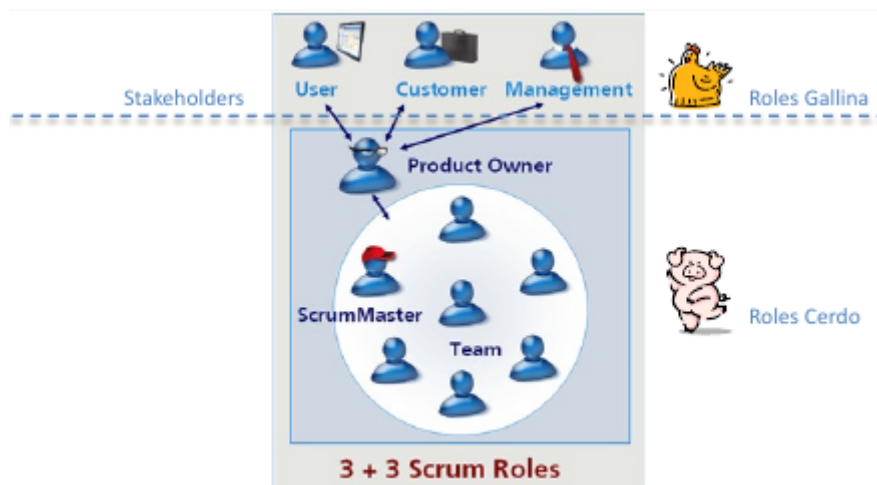 User
Customer
Management
Stakeholders
Roles Gallina
Product Owner
ScrumMaster
Roles Cerdo
Team
3 + 3 Scrum Roles